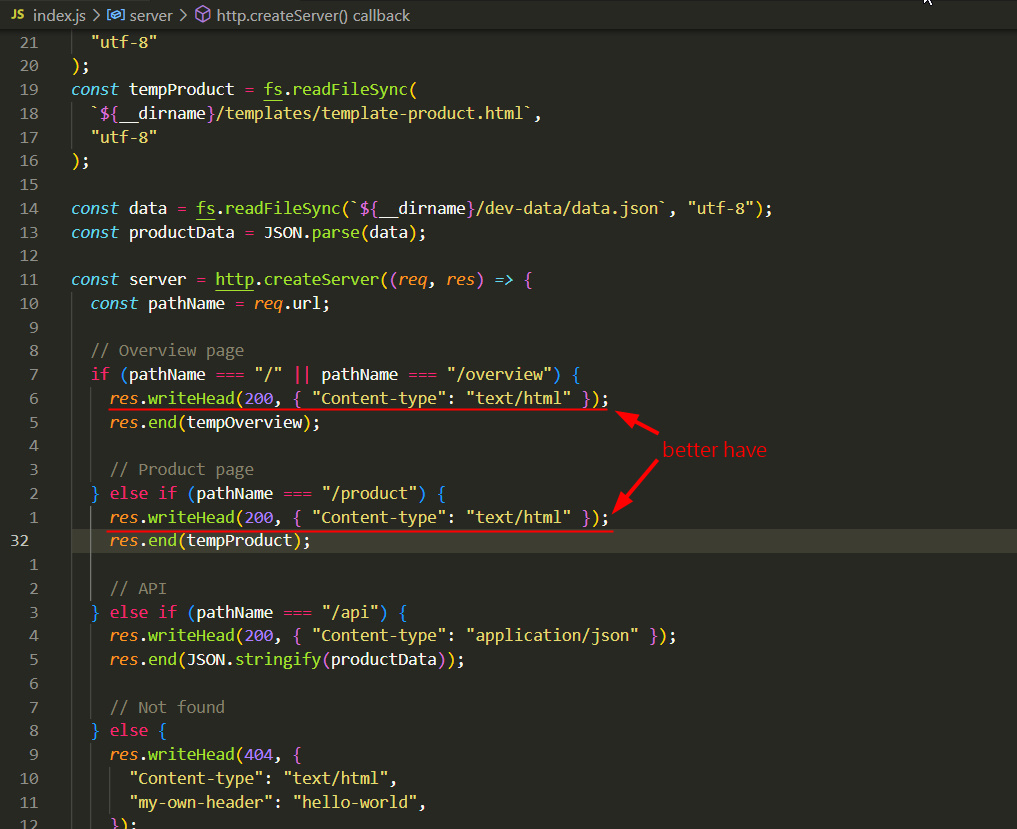 JS index.js > server > http.createServer() callback
21 "utf-8"
20 );
19 const tempProduct = fs.readFileSync(
18 `${__dirname}/templates/template-product.html`,
17 "utf-8"
16 );
15
14 const data = fs.readFileSync(`${__dirname}/dev-data/data.json`, "utf-8");
13 const productData = JSON.parse(data);
12
11 const server = http.createServer((req, res) => {
10 const pathName = req.url;
9
8 // Overview page
7 if (pathName === "/" || pathName === "/overview") {
6 res.writeHead(200, { "Content-type": "text/html" });
5 res.end(tempOverview);
4
better have
3 // Product page
2 } else if (pathName === "/product") {
1 res.writeHead(200, { "Content-type": "text/html" });
32 res.end(tempProduct);
1
2 // API
3 } else if (pathName === "/api") {
4 res.writeHead(200, { "Content-type": "application/json" });
5 res.end(JSON.stringify(productData));
6
7 // Not found
8 } else {
9 res.writeHead(404, {
10 "Content-type": "text/html",
11 "my-own-header": "hello-world",
12 });